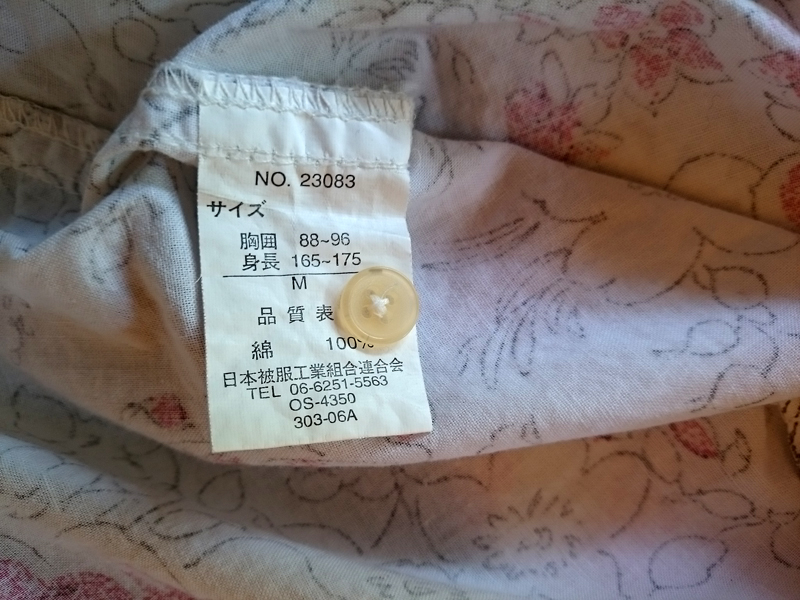 NO. 23083
サイズ
胸囲 88~96
身長 165~175
M
品質表
綿 100%
日本被服工業組合連合会
TEL 06-6251-5563
OS-4350
303-06A